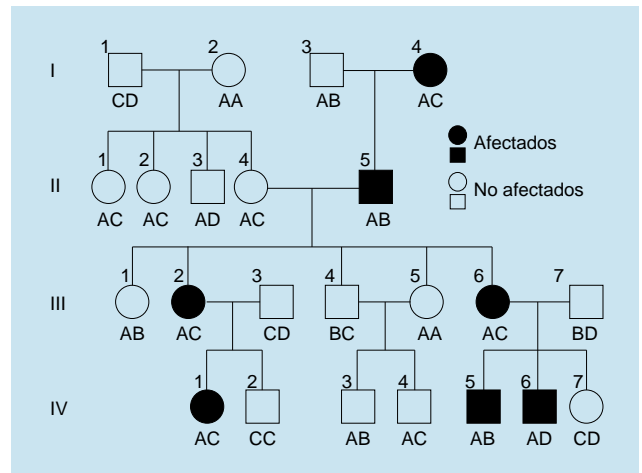 1 2 3 4
I
CD AA AB AC
Afectados
No afectados
1 2 3 4 5
II
AC AC AD AC AB
1 2 3 4 5 6 7
III
AB AC CD BC AA AC BD
1 2 3 4 5 6 7
IV
AC CC AB AC AB AD CD